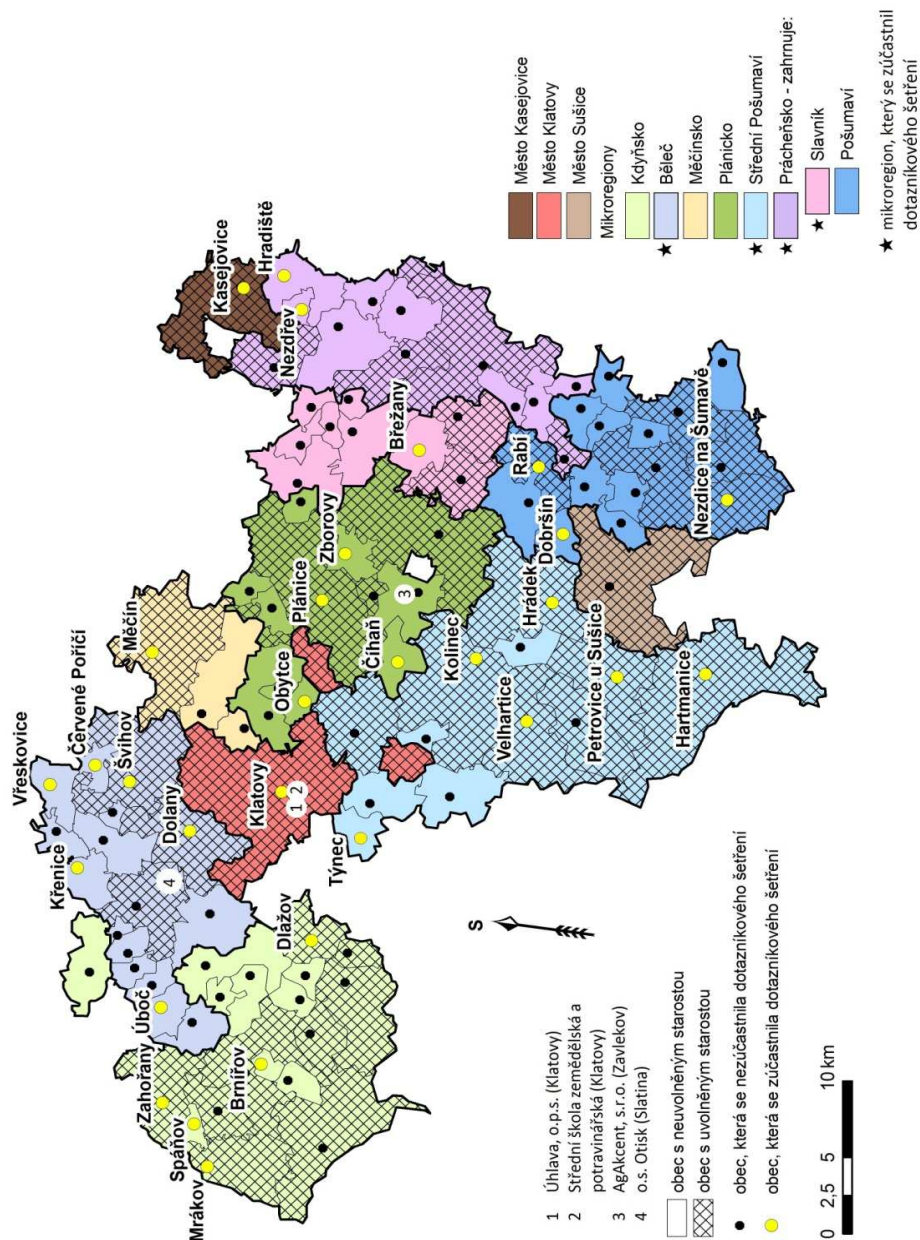 Kasejovice
Hradiště
Nezdřev
Vřeskovice
Červené Poříčí
Švihov
Měčín
Křenice
Dolany
4
Klatovy
1 2
Obytce
Plánice
Zborovy
Břežany
Čihaň
3
Rabí
Dobršín
Nezdice na Šumavě
Hrádek
Kolinec
Velhartice
Petrovice u Sušice
Hartmanice
Týnec
Dlažov
Úboč
Zahořany
Spáňov
Mrákov
Brnířov
S
1 Úhlava, o.p.s. (Klatovy)
2 Střední škola zemědělská a
potravinářská (Klatovy)
3 AgAkcent, s.r.o. (Zavlekov)
4 o.s. Otisk (Slatina)
obec s neuvolněným starostou
obec s uvolněným starostou
obec, která se nezúčastnila dotazníkového šetření
obec, která se zúčastnila dotazníkového šetření
0 2,5 5 10 km
Město Kasejovice
Město Klatovy
Město Sušice
Mikroregiony
Kdyňsko
★ Běleč
Měčínsko
Plánicko
★ Střední Pošumaví
★ Prácheňsko - zahrnuje:
★ Slavník
Pošumaví
★ mikroregion, který se zúčastnil
dotazníkového šetření